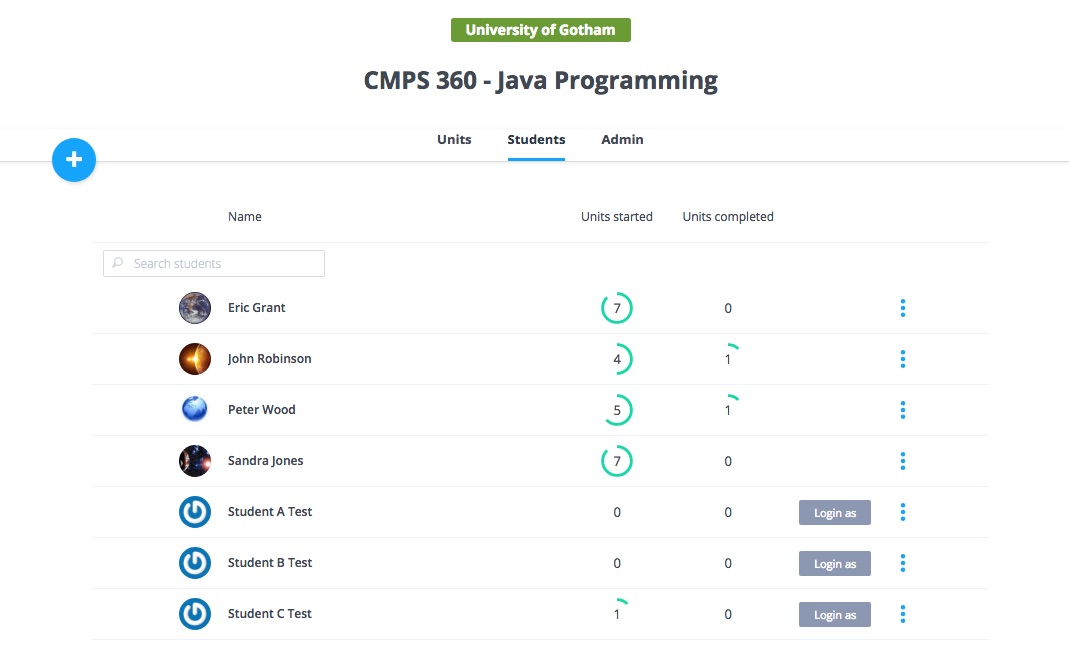 University of Gotham
CMPS 360 - Java Programming
Units Students Admin
Name Units started Units completed
Search students
Eric Grant 7 0
John Robinson 4 1
Peter Wood 5 1
Sandra Jones 7 0
Student A Test 0 0 Login as
Student B Test 0 0 Login as
Student C Test 1 0 Login as